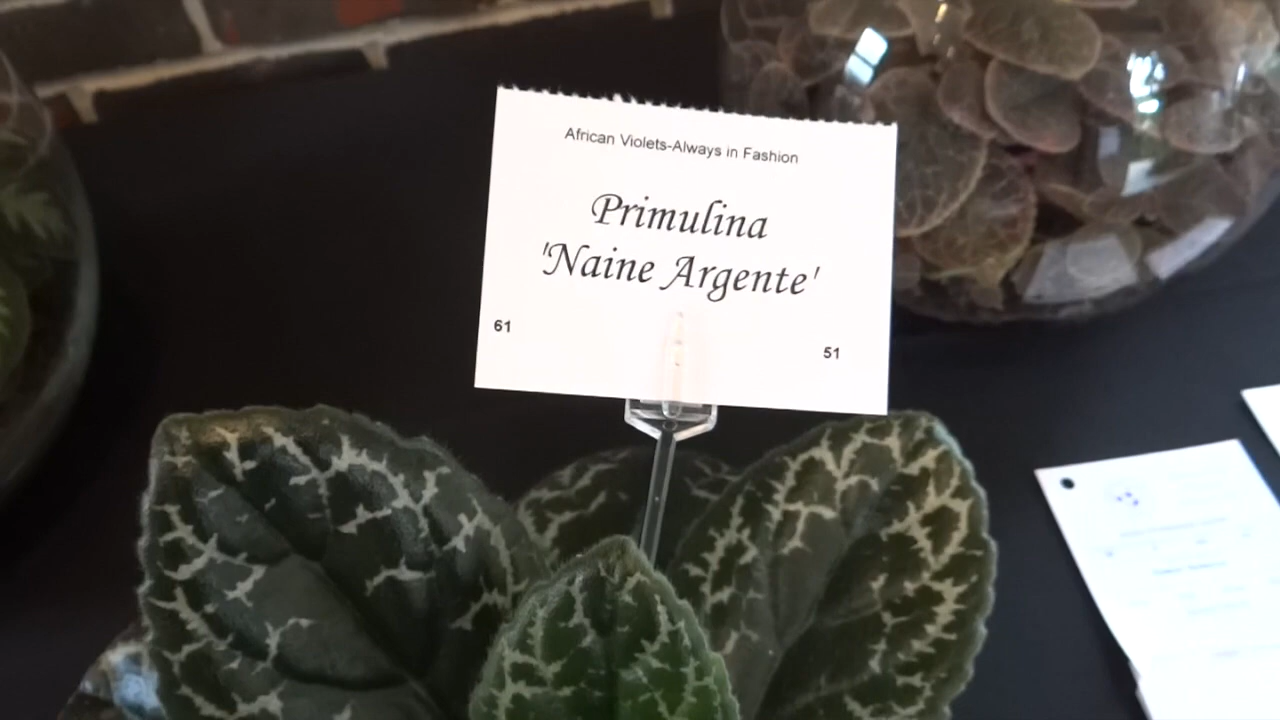 African Violets-Always in Fashion
Primulina
'Naine Argente'
61
51